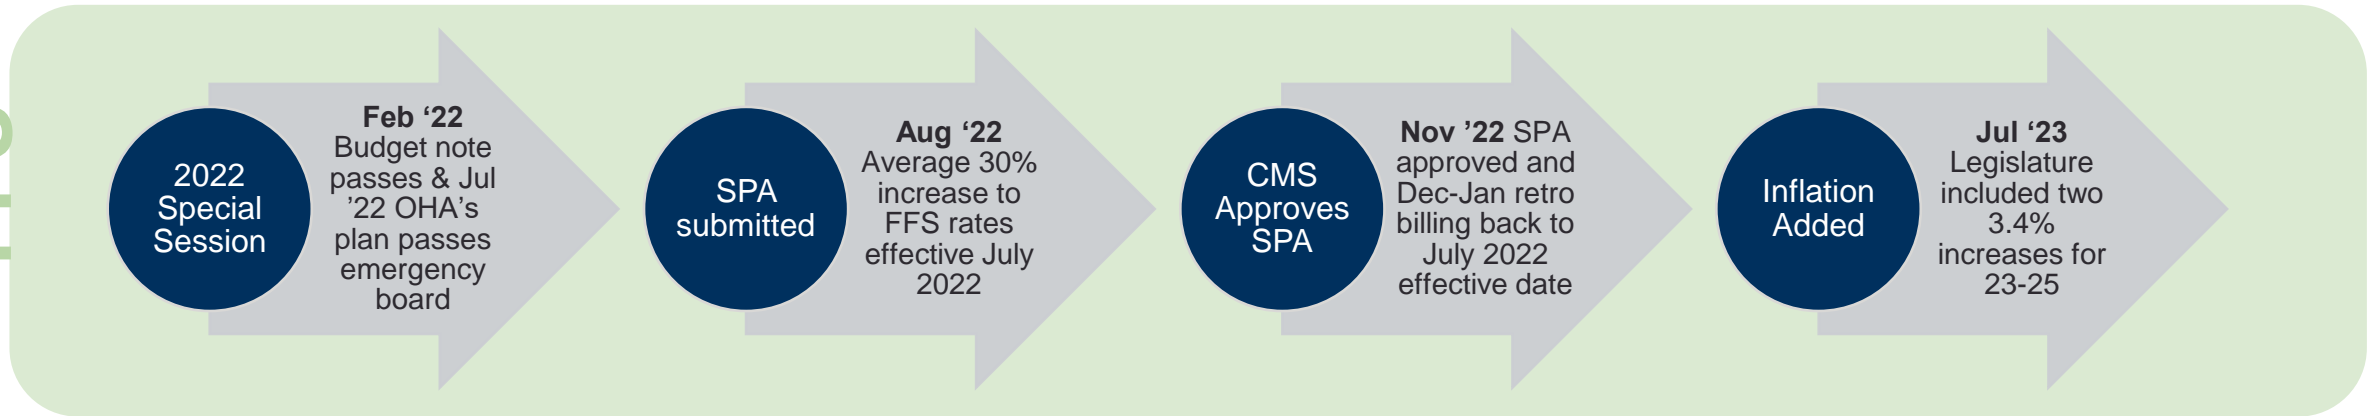 2022
Special
Session
Feb ‘22
Budget note
passes & Jul
’22 OHA’s
plan passes
emergency
board
SPA
submitted
Aug ‘22
Average 30%
increase to
FFS rates
effective July
2022
CMS
Approves
SPA
Nov ’22 SPA
approved and
Dec-Jan retro
billing back to
July 2022
effective date
Inflation
Added
Jul ‘23
Legislature
included two
3.4%
increases for
23-25